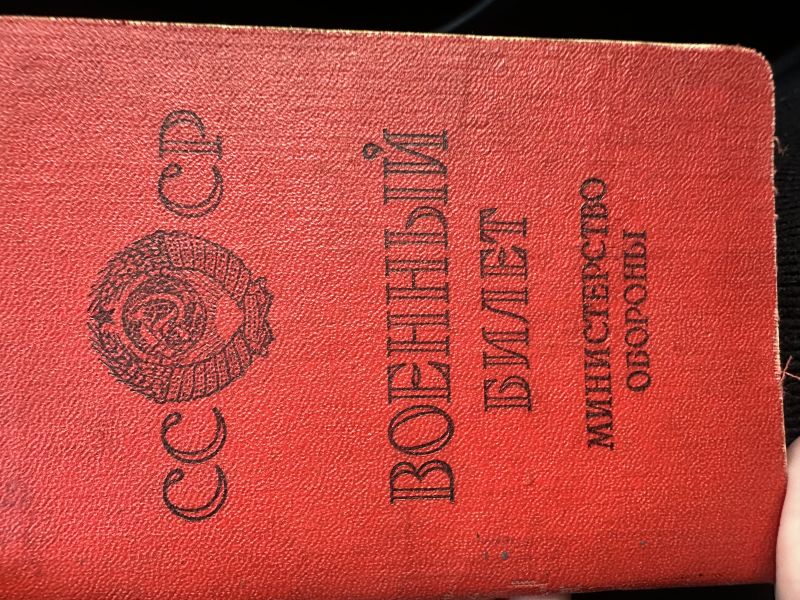 СССР
ВОЕННЫЙ
БИЛЕТ
МИНИСТЕРСТВО
ОБОРОНЫ